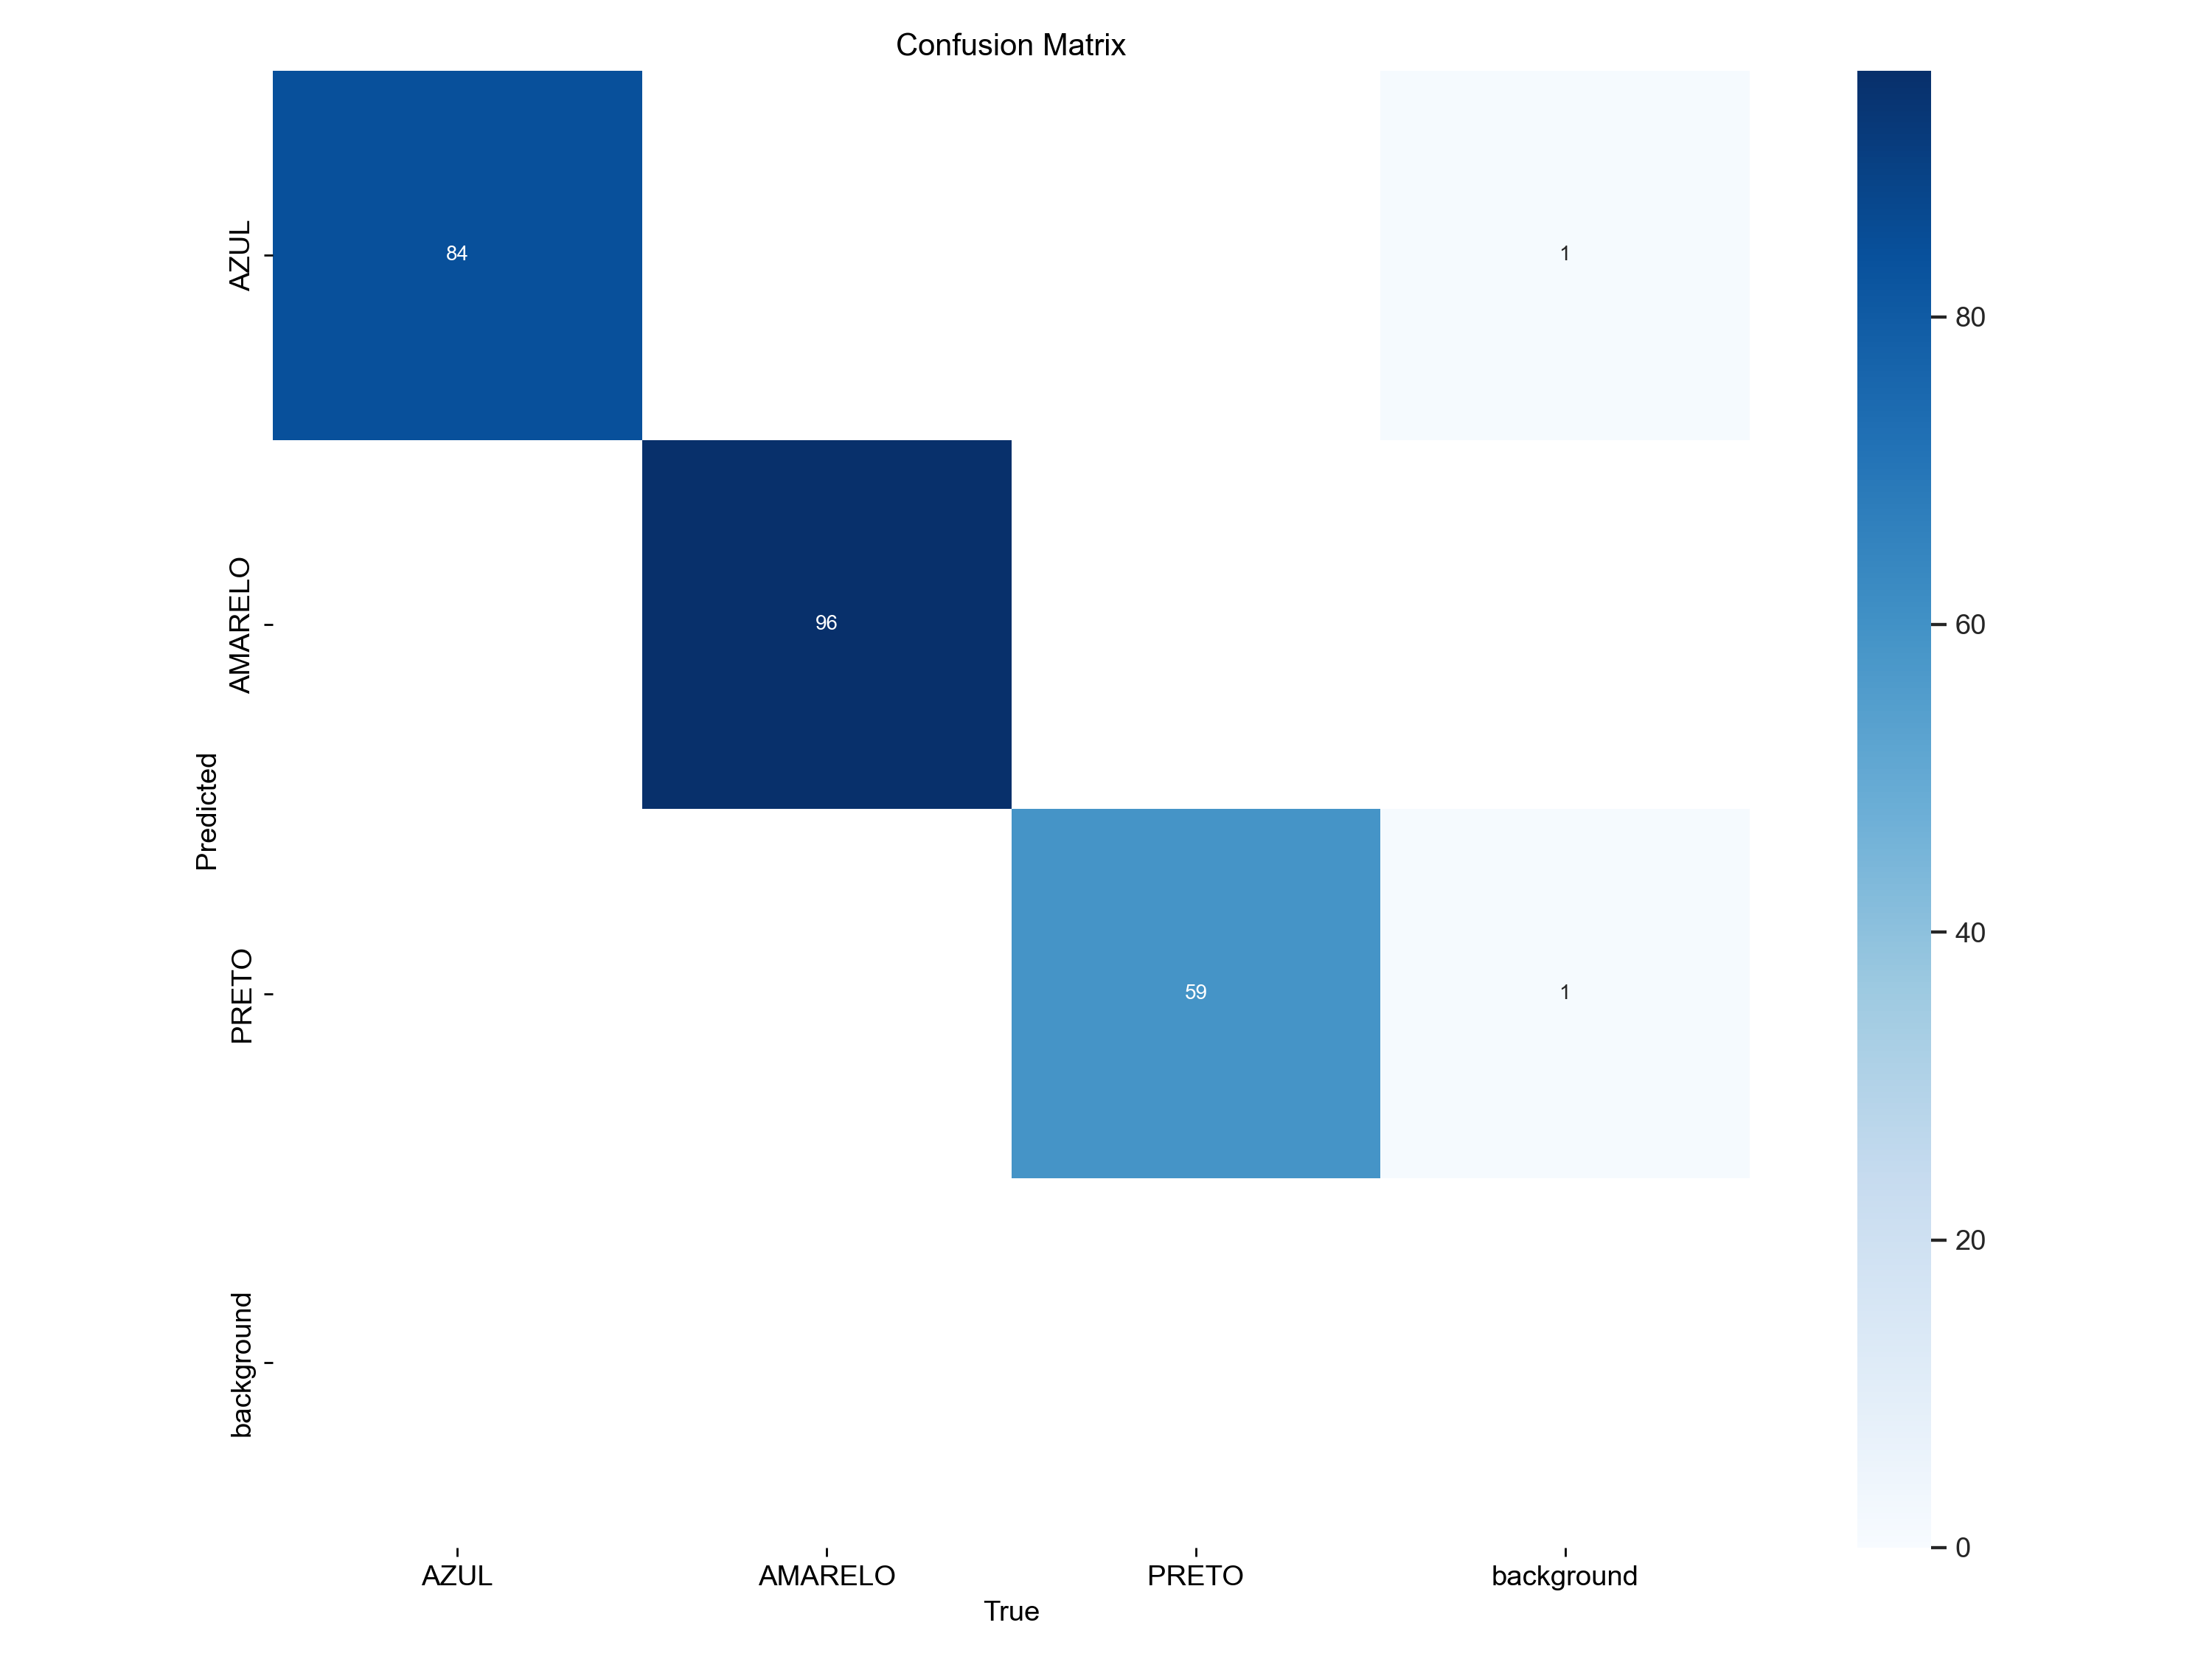 Confusion Matrix
AZUL
84
1
80
AMARELO
96
60
Predicted
40
PRETO
59
1
20
background
0
AZUL
AMARELO
PRETO
background
True